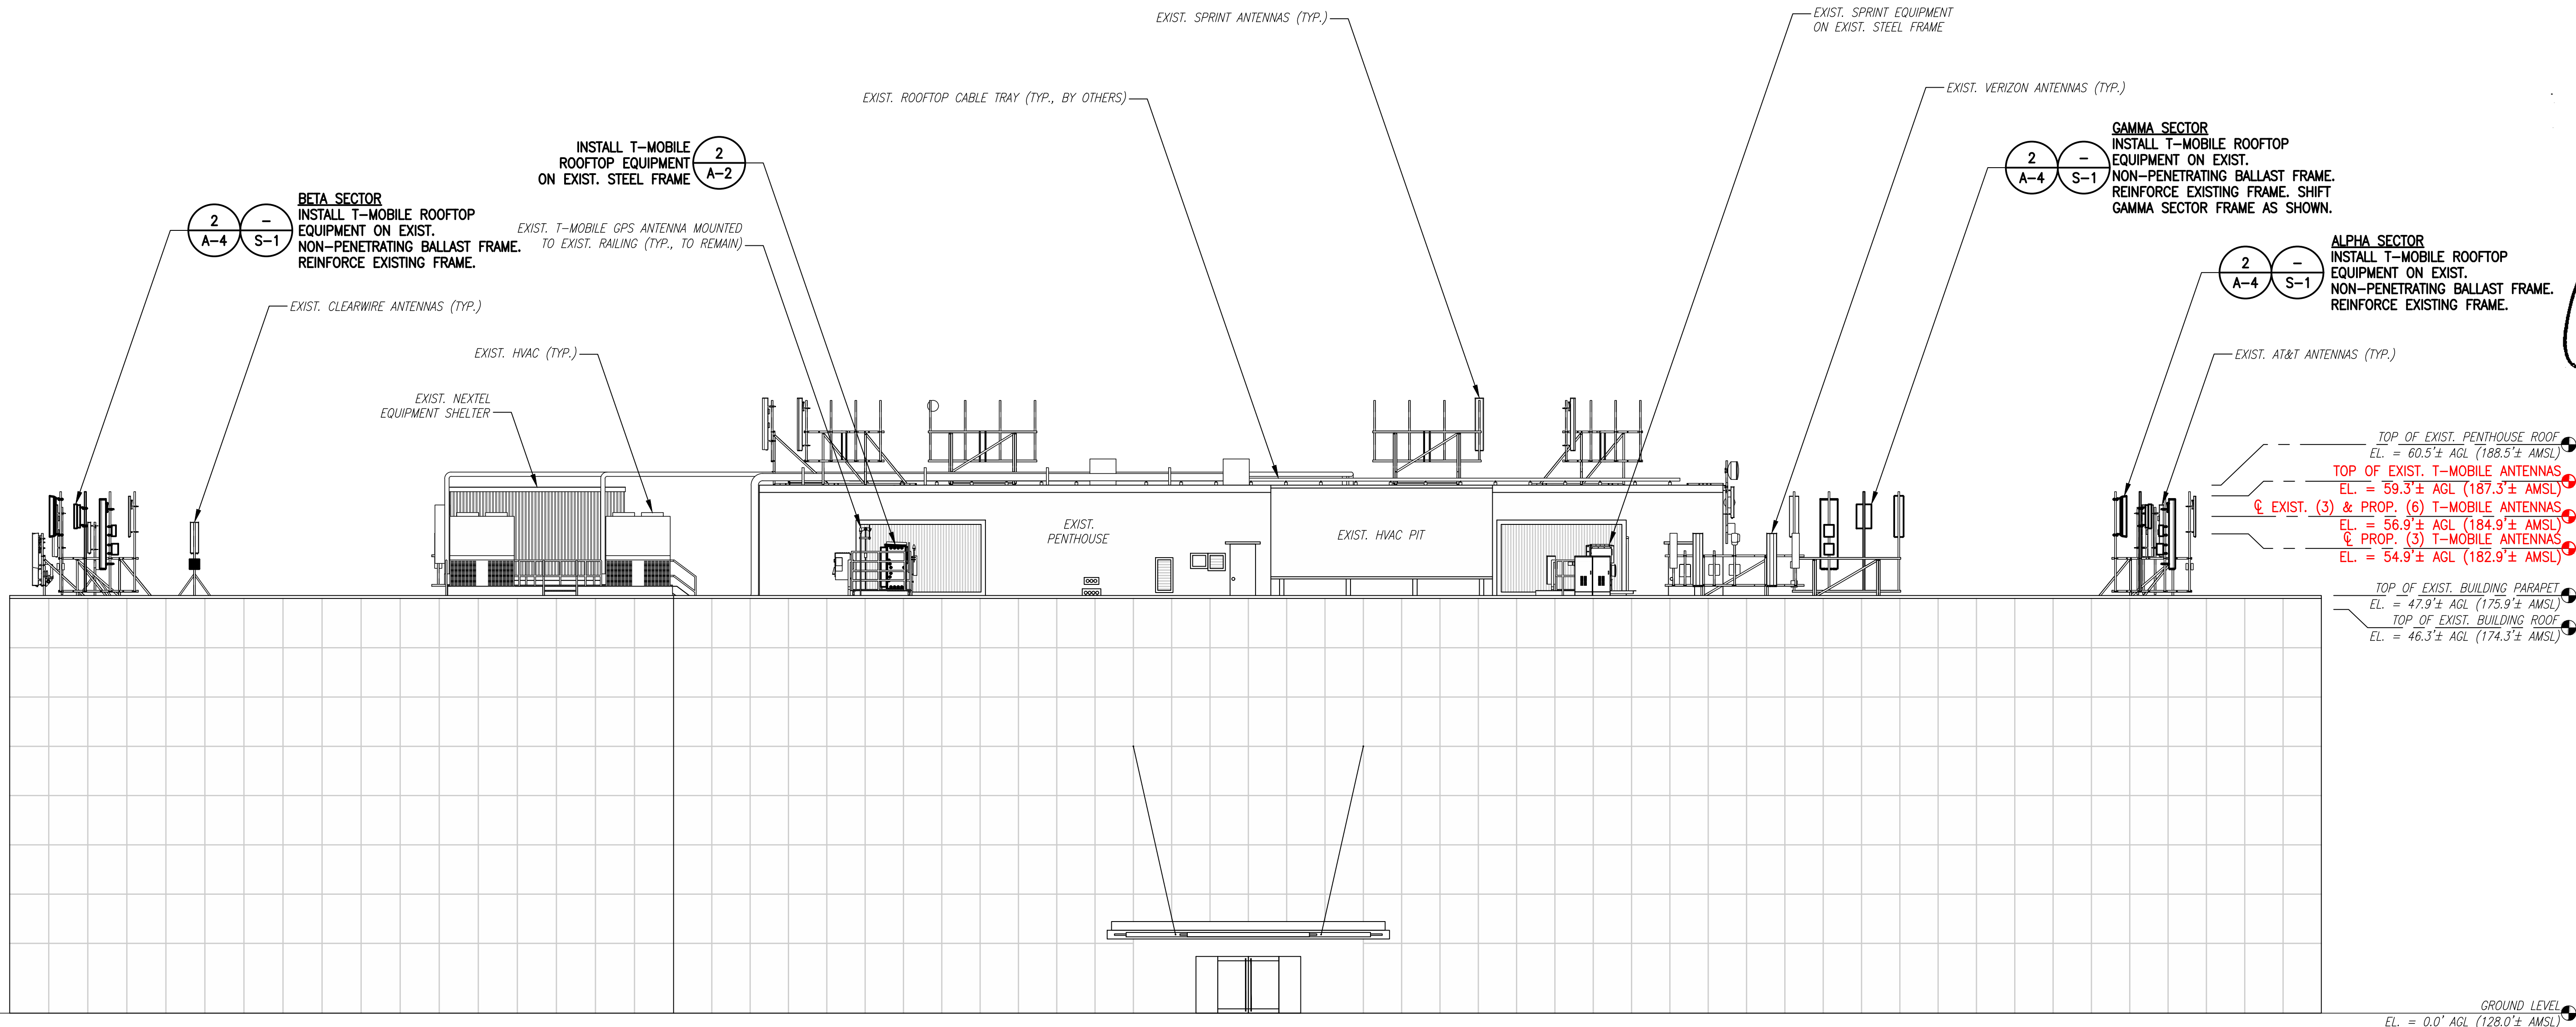 EXIST. SPRINT ANTENNAS (TYP.)
EXIST. SPRINT EQUIPMENT
ON EXIST. STEEL FRAME
EXIST. ROOFTOP CABLE TRAY (TYP., BY OTHERS)
EXIST. VERIZON ANTENNAS (TYP.)
INSTALL T-MOBILE
ROOFTOP EQUIPMENT
ON EXIST. STEEL FRAME
2
A-2
2
A-4
-
S-1
GAMMA SECTOR
INSTALL T-MOBILE ROOFTOP
EQUIPMENT ON EXIST.
NON-PENETRATING BALLAST FRAME.
REINFORCE EXISTING FRAME. SHIFT
GAMMA SECTOR FRAME AS SHOWN.
2
A-4
-
S-1
BETA SECTOR
INSTALL T-MOBILE ROOFTOP
EQUIPMENT ON EXIST.
NON-PENETRATING BALLAST FRAME.
REINFORCE EXISTING FRAME.
EXIST. T-MOBILE GPS ANTENNA MOUNTED
TO EXIST. RAILING (TYP., TO REMAIN)
2
A-4
-
S-1
ALPHA SECTOR
INSTALL T-MOBILE ROOFTOP
EQUIPMENT ON EXIST.
NON-PENETRATING BALLAST FRAME.
REINFORCE EXISTING FRAME.
EXIST. CLEARWIRE ANTENNAS (TYP.)
EXIST. HVAC (TYP.)
EXIST. AT&T ANTENNAS (TYP.)
EXIST. NEXTEL
EQUIPMENT SHELTER
TOP OF EXIST. PENTHOUSE ROOF
EL. = 60.5'± AGL (188.5'± AMSL)
TOP OF EXIST. T-MOBILE ANTENNAS
EL. = 59.3'± AGL (187.3'± AMSL)
℄ EXIST. (3) & PROP. (6) T-MOBILE ANTENNAS
EL. = 56.9'± AGL (184.9'± AMSL)
℄ PROP. (3) T-MOBILE ANTENNAS
EL. = 54.9'± AGL (182.9'± AMSL)
EXIST.
PENTHOUSE
EXIST. HVAC PIT
TOP OF EXIST. BUILDING PARAPET
EL. = 47.9'± AGL (175.9'± AMSL)
TOP OF EXIST. BUILDING ROOF
EL. = 46.3'± AGL (174.3'± AMSL)
GROUND LEVEL
EL. = 0.0' AGL (128.0'± AMSL)